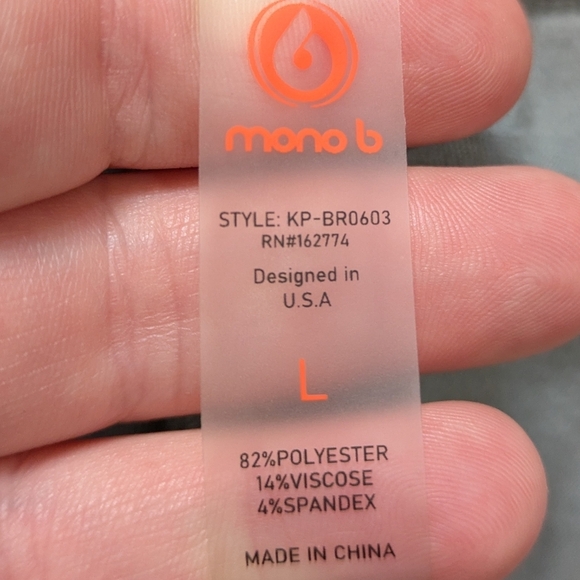 mono b
STYLE: KP-BR0603
RN#162774
Designed in
U.S.A
L
82%POLYESTER
14%VISCOSE
4%SPANDEX
MADE IN CHINA